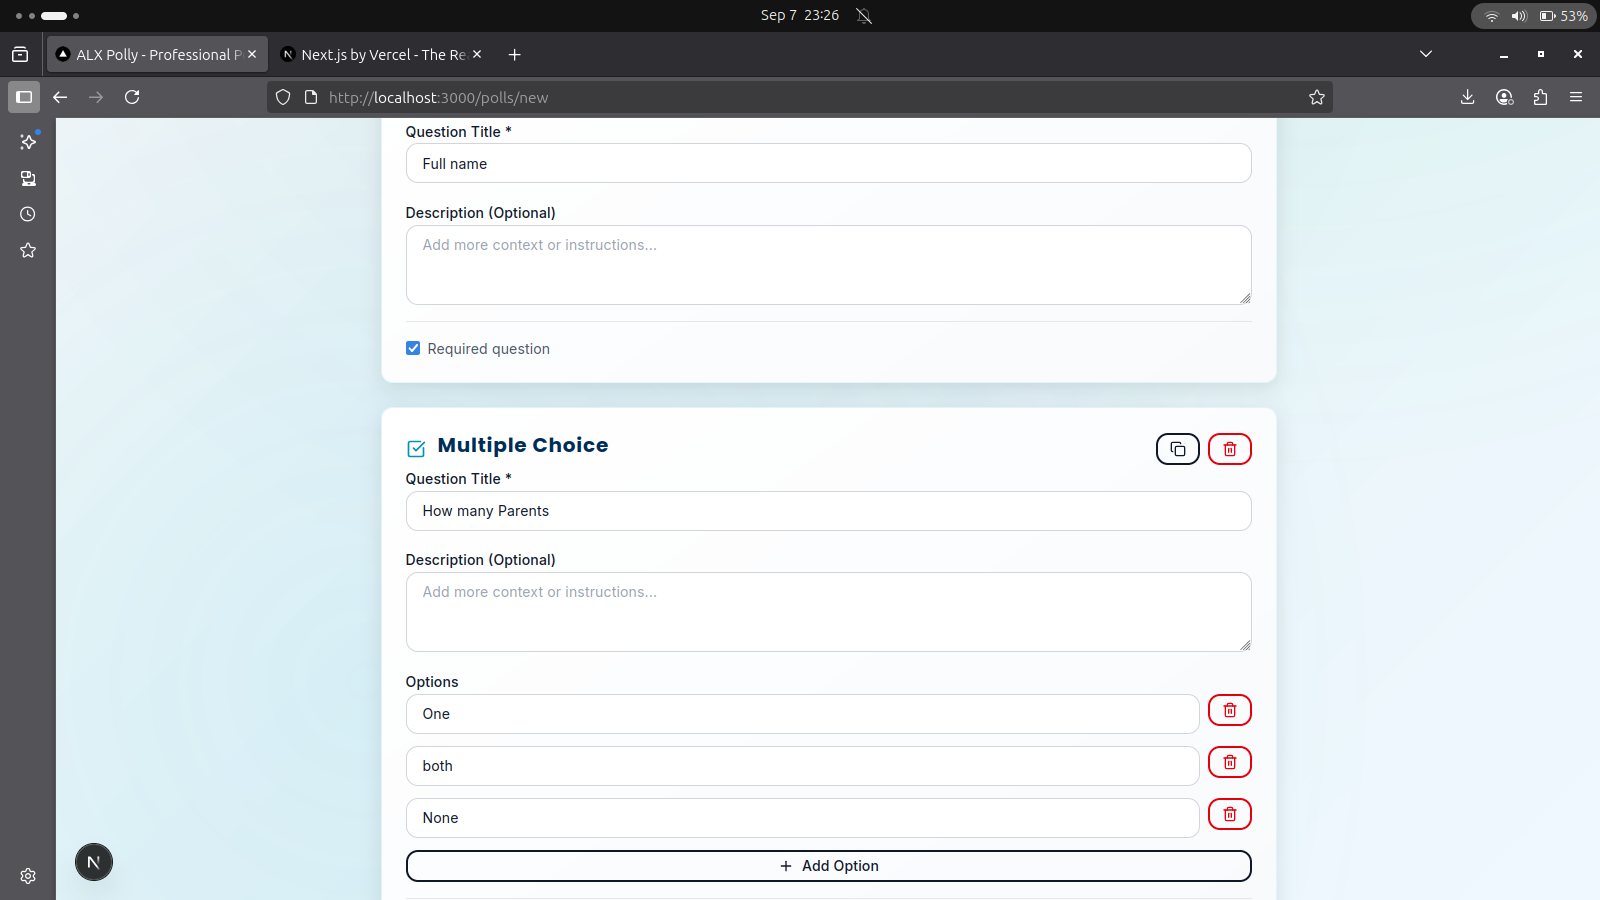 Sep 7 23:26
53%
ALX Polly - Professional P
Next.js by Vercel - The Re
http://localhost:3000/polls/new
Question Title *
Full name
Description (Optional)
Add more context or instructions...
Required question
Multiple Choice
Question Title *
How many Parents
Description (Optional)
Add more context or instructions...
Options
One
both
None
+ Add Option
N